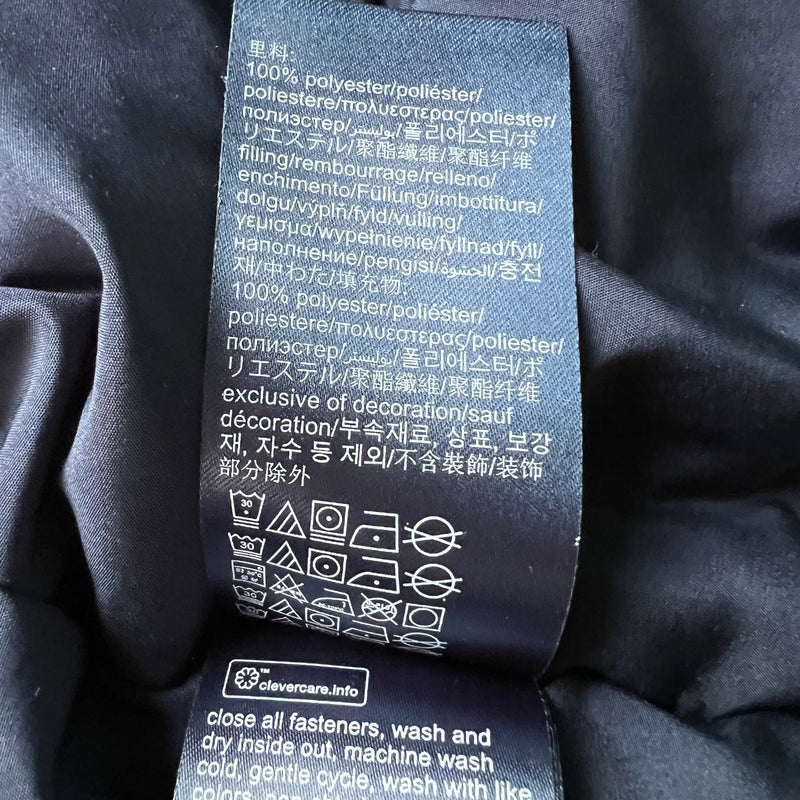 里料:
100% polyester/poliéster/
poliestere/πολυεστερας/poliester/
полиэстер/بوليستر/폴리에스터/ポ
リエステル/聚酯纖維/聚酯纤维
filling/rembourrage/relleno/
enchimento/Füllung/imbottitura/
dolgu/výplň/fyld/vulling/
γεμισμα/wypełnienie/fyllnad/fyll/
наполнение/pengisi/الحشوة/충전
재/中わた/填充物:
100% polyester/poliéster/
poliestere/πολυεστερας/poliester/
полиэстер/بوليستر/폴리에스터/ポ
リエステル/聚酯纖維/聚酯纤维
exclusive of decoration/sauf
décoration/부속재료, 상표, 보강
재, 자수 등 제외/不含裝飾/装饰
部分除外
30
30
30
clevercare.info
close all fasteners, wash and
dry inside out, machine wash
cold, gentle cycle, wash with like
colors,